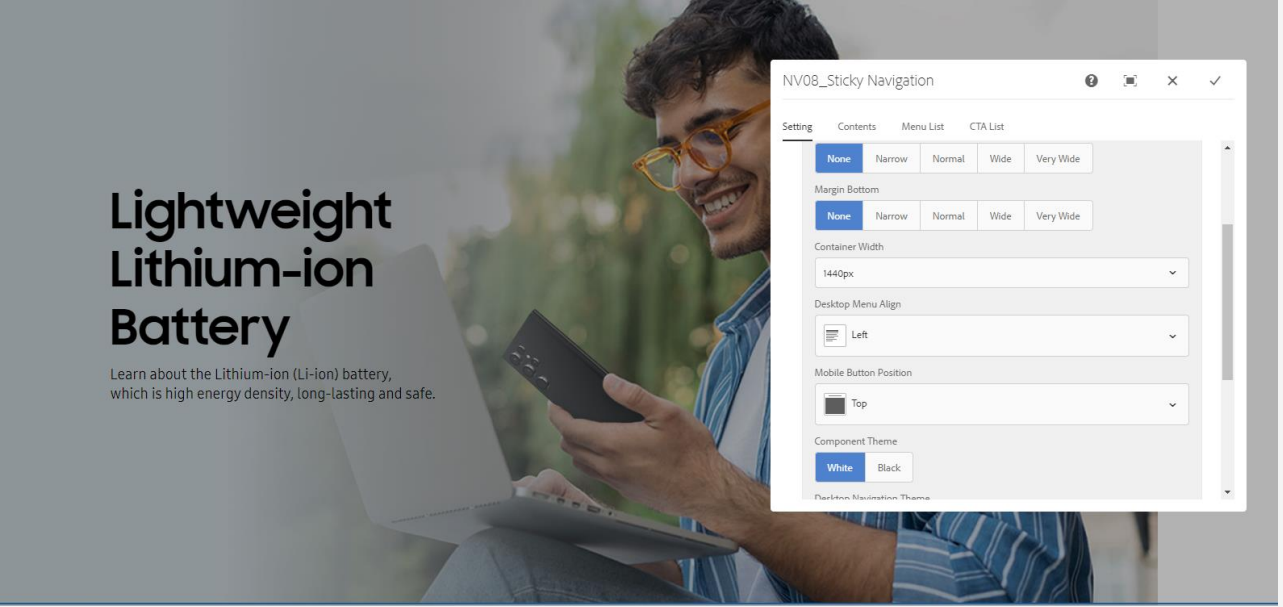 Lightweight
Lithium-ion
Battery
Learn about the Lithium-ion (Li-ion) battery,
which is high energy density, long-lasting and safe.
NV08_Sticky Navigation
Setting Contents Menu List CTA List
None Narrow Normal Wide Very Wide
Margin Bottom
None Narrow Normal Wide Very Wide
Container Width
1440px
Desktop Menu Align
Left
Mobile Button Position
Top
Component Theme
White Black
Desktop Navigation Theme